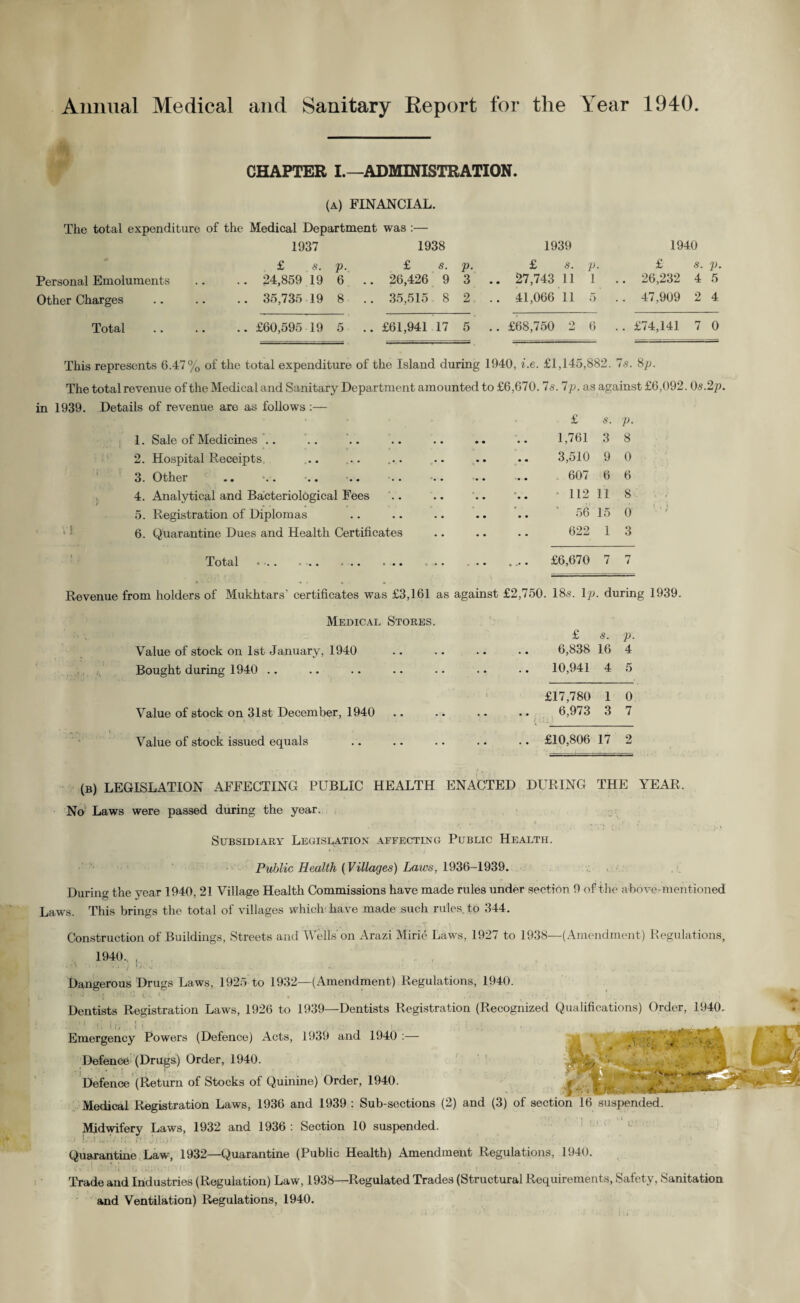 Annual Medical and Sanitary Report for the Year 1940.
CHAPTER I.—ADMINISTRATION.
(A) FINANCIAL.
The total expenditure of the Medical Department was :—
1937 1938 1939 1940
£ s. p. £ s. p. £ s. p. £ s. p.
Personal Emoluments .. .. 24,859 19 6 .. 26,426 9 3 .. 27,743 11 1 .. 26,232 4 5
Other Charges .. .. .. 35,735 19 8 .. 35,515 8 2 .. 41,066 11 5 .. 47,909 2 4
Total .. .. .. £60,595 19 5 .. £61,941 17 5 .. £68,750 2 6 .. £74,141 7 0
This represents 6.47% of the total expenditure of the Island during 1940, i.e. £1,145,882. 7s. 8p.
The total revenue of the Medical and Sanitary Department amounted to £6,670. 7s. 7p. as against £6,092. 0s.2p.
in 1939. Details of revenue are as follows :—
£ s. p.
1. Sale of Medicines .. .. .. .. .. .. .. 1,761 3 8
2. Hospital Receipts .. .. .. .. .. .. 3,510 9 0
3. Other .. .. .. .. .. .. .. .. 607 6 6
4. Analytical and Bacteriological Fees .. .. .. .. 112 11 8
5. Registration of Diplomas .. .. .. .. .. 56 15 0
6. Quarantine Dues and Health Certificates .. .. .. 622 1 3
Total .. .. .. .. .. .. .. £6,670 7 7
Revenue from holders of Mukhtars' certificates was £3,161 as against £2,750. 18s. 1p. during 1939.
MEDICAL STORES.
£ s. p.
Value of stock on 1st January, 1940 .. .. .. .. 6,838 16 4
Bought during 1940 .. .. .. .. .. .. .. 10,941 4 5
£17,780 1 0
Value of stock on 31st December, 1940 .. .. .. .. 6,973 3 7
Value of stock issued equals .. .. .. .. .. £10,806 17 2
(B) LEGISLATION AFFECTING PUBLIC HEALTH ENACTED DURING THE YEAR.
No Laws were passed during the year.
SUBSIDIARY LEGISLATION AFFECTING PUBLIC HEALTH.
Public Health (Villages) Laws, 1936-1939.
During the year 1940, 21 Village Health Commissions have made rules under section 9 of the above-mentioned
Laws. This brings the total of villages which have made such rules to 344.
Construction of Buildings, Streets and Wells on Arazi Mirié Laws, 1927 to 1938—(Amendment) Regulations,
1940.
Dangerous Drugs Laws, 1925 to 1932—(Amendment) Regulations, 1940.
Dentists Registration Laws, 1926 to 1939—Dentists Registration (Recognized Qualifications) Order, 1940.
Emergency Powers (Defence) Acts, 1939 and 1940 :—
Defence (Drugs) Order, 1940.
Defence (Return of Stocks of Quinine) Order, 1940.
Medical Registration Laws, 1936 and 1939 : Sub-sections (2) and (3) of section 16 suspended.
Midwifery Laws, 1932 and 1936 : Section 10 suspended.
Quarantine Law, 1932—Quarantine (Public Health) Amendment Regulations, 1940.
Trade and Industries (Regulation) Law, 1938—Regulated Trades (Structural Requirements, Safety, Sanitation
and Ventilation) Regulations, 1940.